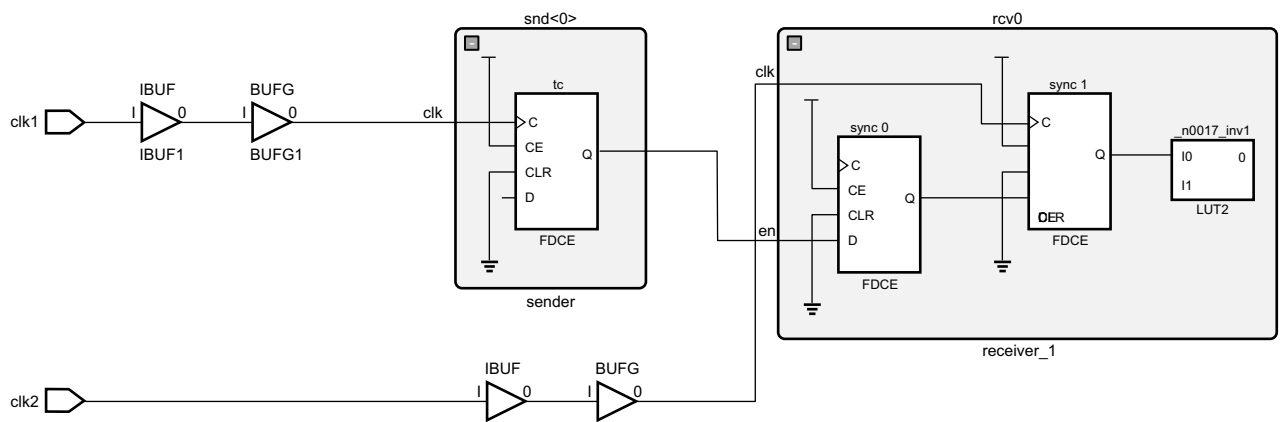 snd<0>
rcv0
-
-
IBUF
BUFG
clk
tc
sync 1
clk1
I
0
I
0
clk
C
sync 0
C
_n0017_inv1
IBUF1
BUFG1
CE
Q
C
Q
I0
0
CLR
CE
Q
I1
D
CLR
LUT2
FDCE
en
D
FDCE
sender
FDCE
receiver_1
IBUF
BUFG
clk2
I
0
I
0